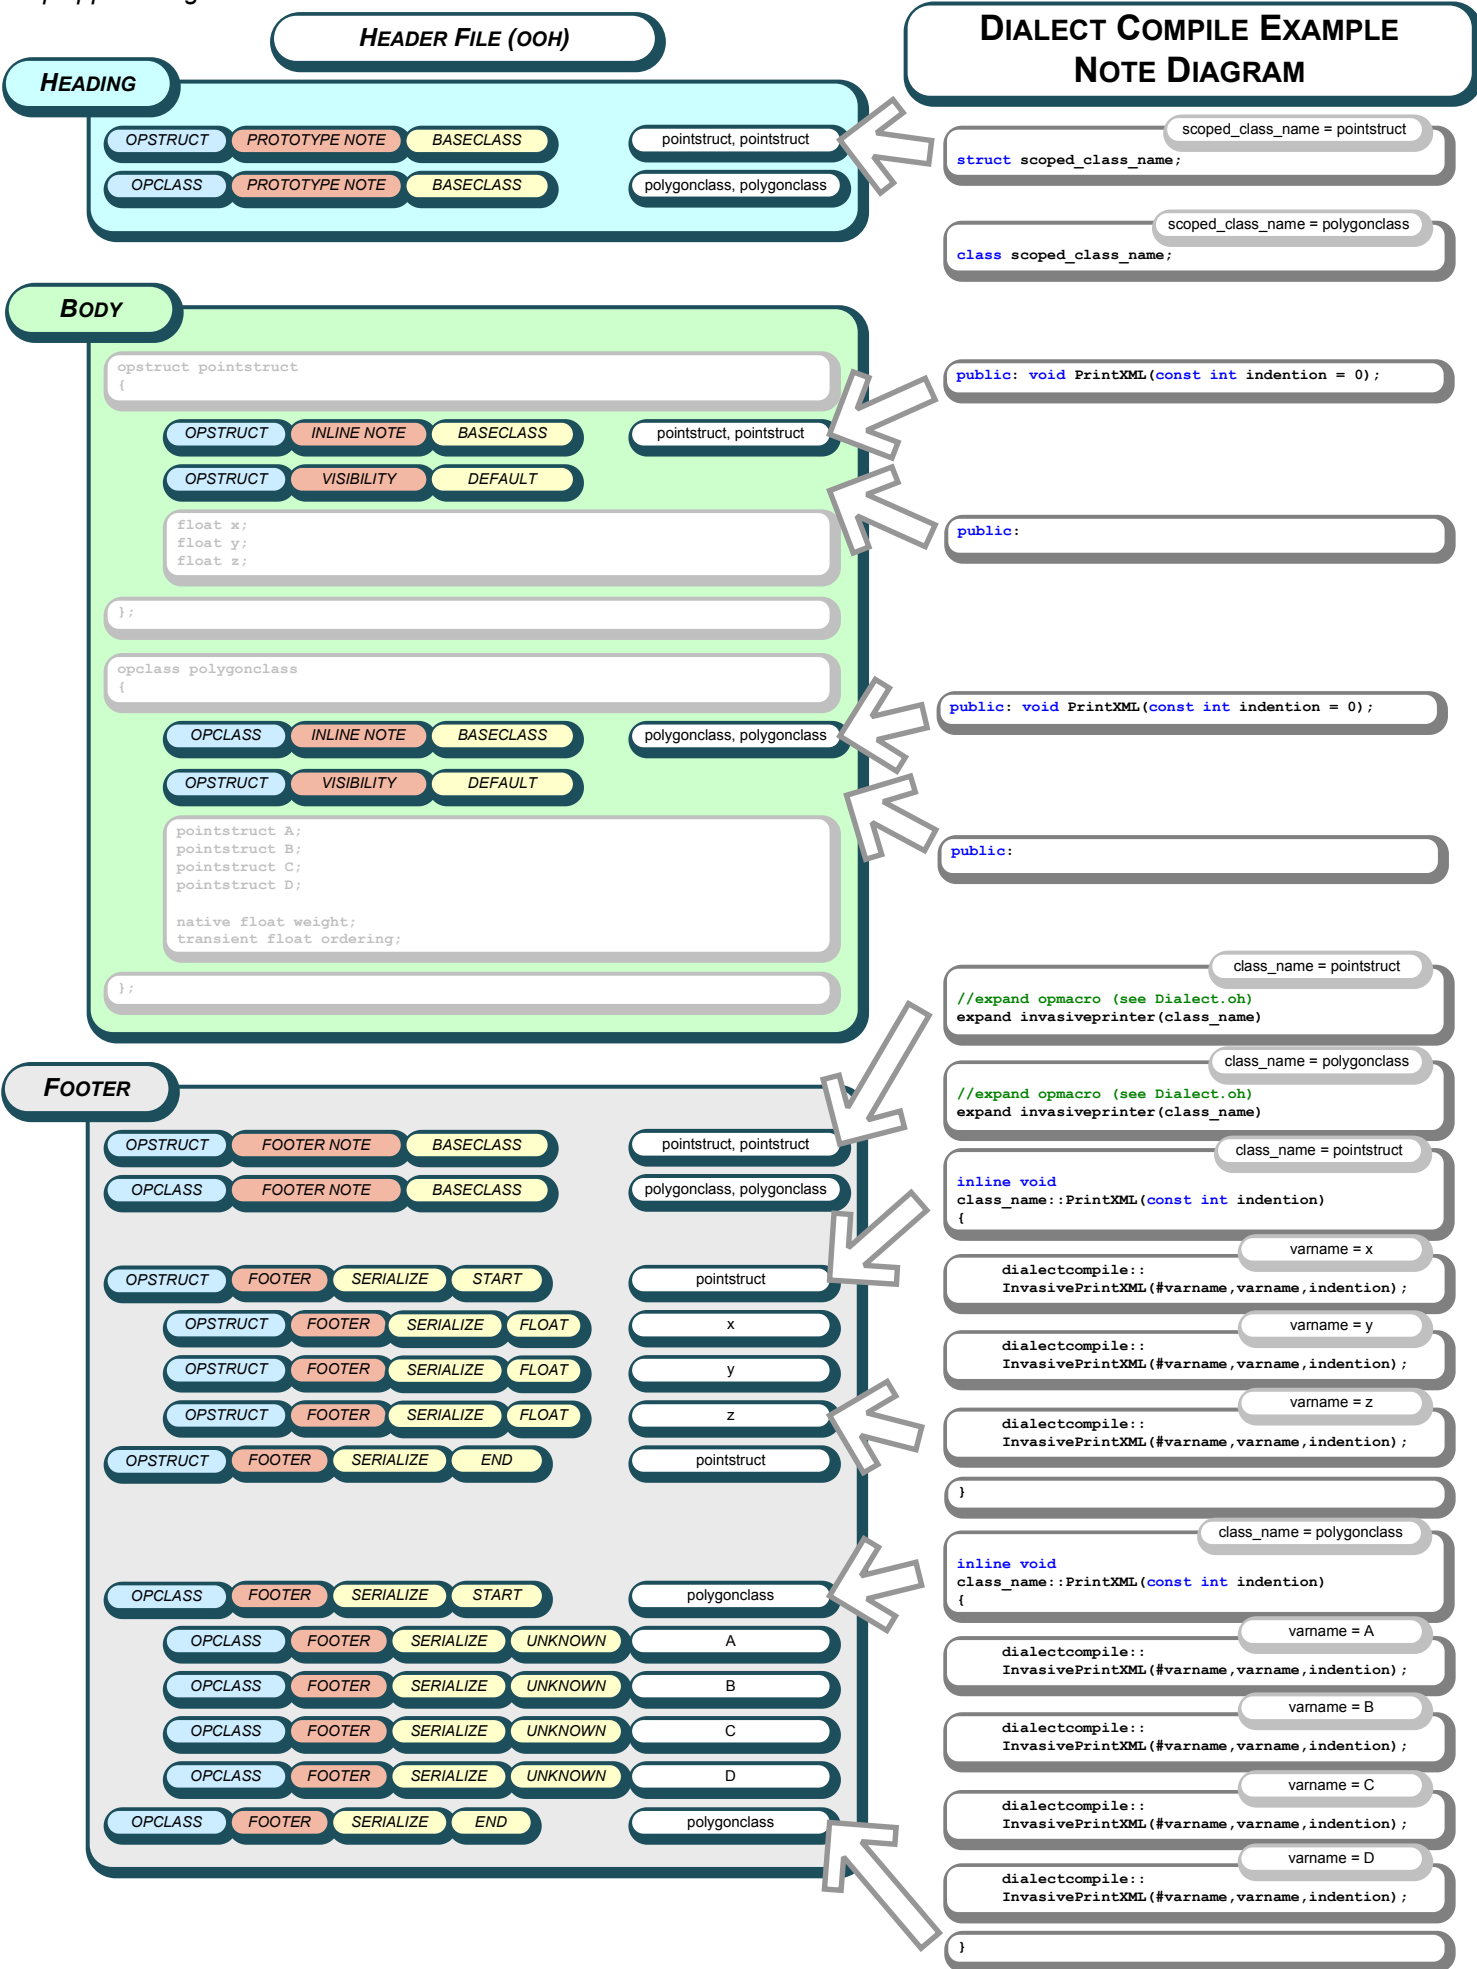 HEADER FILE (OOH)
DIALECT COMPILE EXAMPLE
NOTE DIAGRAM
HEADING
OPSTRUCT PROTOTYPE NOTE BASECLASS pointstruct, pointstruct
OPCLASS PROTOTYPE NOTE BASECLASS polygonclass, polygonclass
scoped_class_name = pointstruct
struct scoped_class_name;
scoped_class_name = polygonclass
class scoped_class_name;
BODY
opstruct pointstruct
{
OPSTRUCT INLINE NOTE BASECLASS pointstruct, pointstruct
OPSTRUCT VISIBILITY DEFAULT
float x;
float y;
float z;
};
opclass polygonclass
{
OPCLASS INLINE NOTE BASECLASS polygonclass, polygonclass
OPSTRUCT VISIBILITY DEFAULT
pointstruct A;
pointstruct B;
pointstruct C;
pointstruct D;
native float weight;
transient float ordering;
};
public: void PrintXML(const int indention = 0);
public:
public: void PrintXML(const int indention = 0);
public:
FOOTER
OPSTRUCT FOOTER NOTE BASECLASS pointstruct, pointstruct
OPCLASS FOOTER NOTE BASECLASS polygonclass, polygonclass
OPSTRUCT FOOTER SERIALIZE START pointstruct
OPSTRUCT FOOTER SERIALIZE FLOAT x
OPSTRUCT FOOTER SERIALIZE FLOAT y
OPSTRUCT FOOTER SERIALIZE FLOAT z
OPSTRUCT FOOTER SERIALIZE END pointstruct
OPCLASS FOOTER SERIALIZE START polygonclass
OPCLASS FOOTER SERIALIZE UNKNOWN A
OPCLASS FOOTER SERIALIZE UNKNOWN B
OPCLASS FOOTER SERIALIZE UNKNOWN C
OPCLASS FOOTER SERIALIZE UNKNOWN D
OPCLASS FOOTER SERIALIZE END polygonclass
class_name = pointstruct
//expand opmacro (see Dialect.oh)
expand invasiveprinter(class_name)
class_name = polygonclass
//expand opmacro (see Dialect.oh)
expand invasiveprinter(class_name)
class_name = pointstruct
inline void
class_name::PrintXML(const int indention)
{
varname = x
dialectcompile::
InvasivePrintXML(#varname,varname,indention);
varname = y
dialectcompile::
InvasivePrintXML(#varname,varname,indention);
varname = z
dialectcompile::
InvasivePrintXML(#varname,varname,indention);
}
class_name = polygonclass
inline void
class_name::PrintXML(const int indention)
{
varname = A
dialectcompile::
InvasivePrintXML(#varname,varname,indention);
varname = B
dialectcompile::
InvasivePrintXML(#varname,varname,indention);
varname = C
dialectcompile::
InvasivePrintXML(#varname,varname,indention);
varname = D
dialectcompile::
InvasivePrintXML(#varname,varname,indention);
}